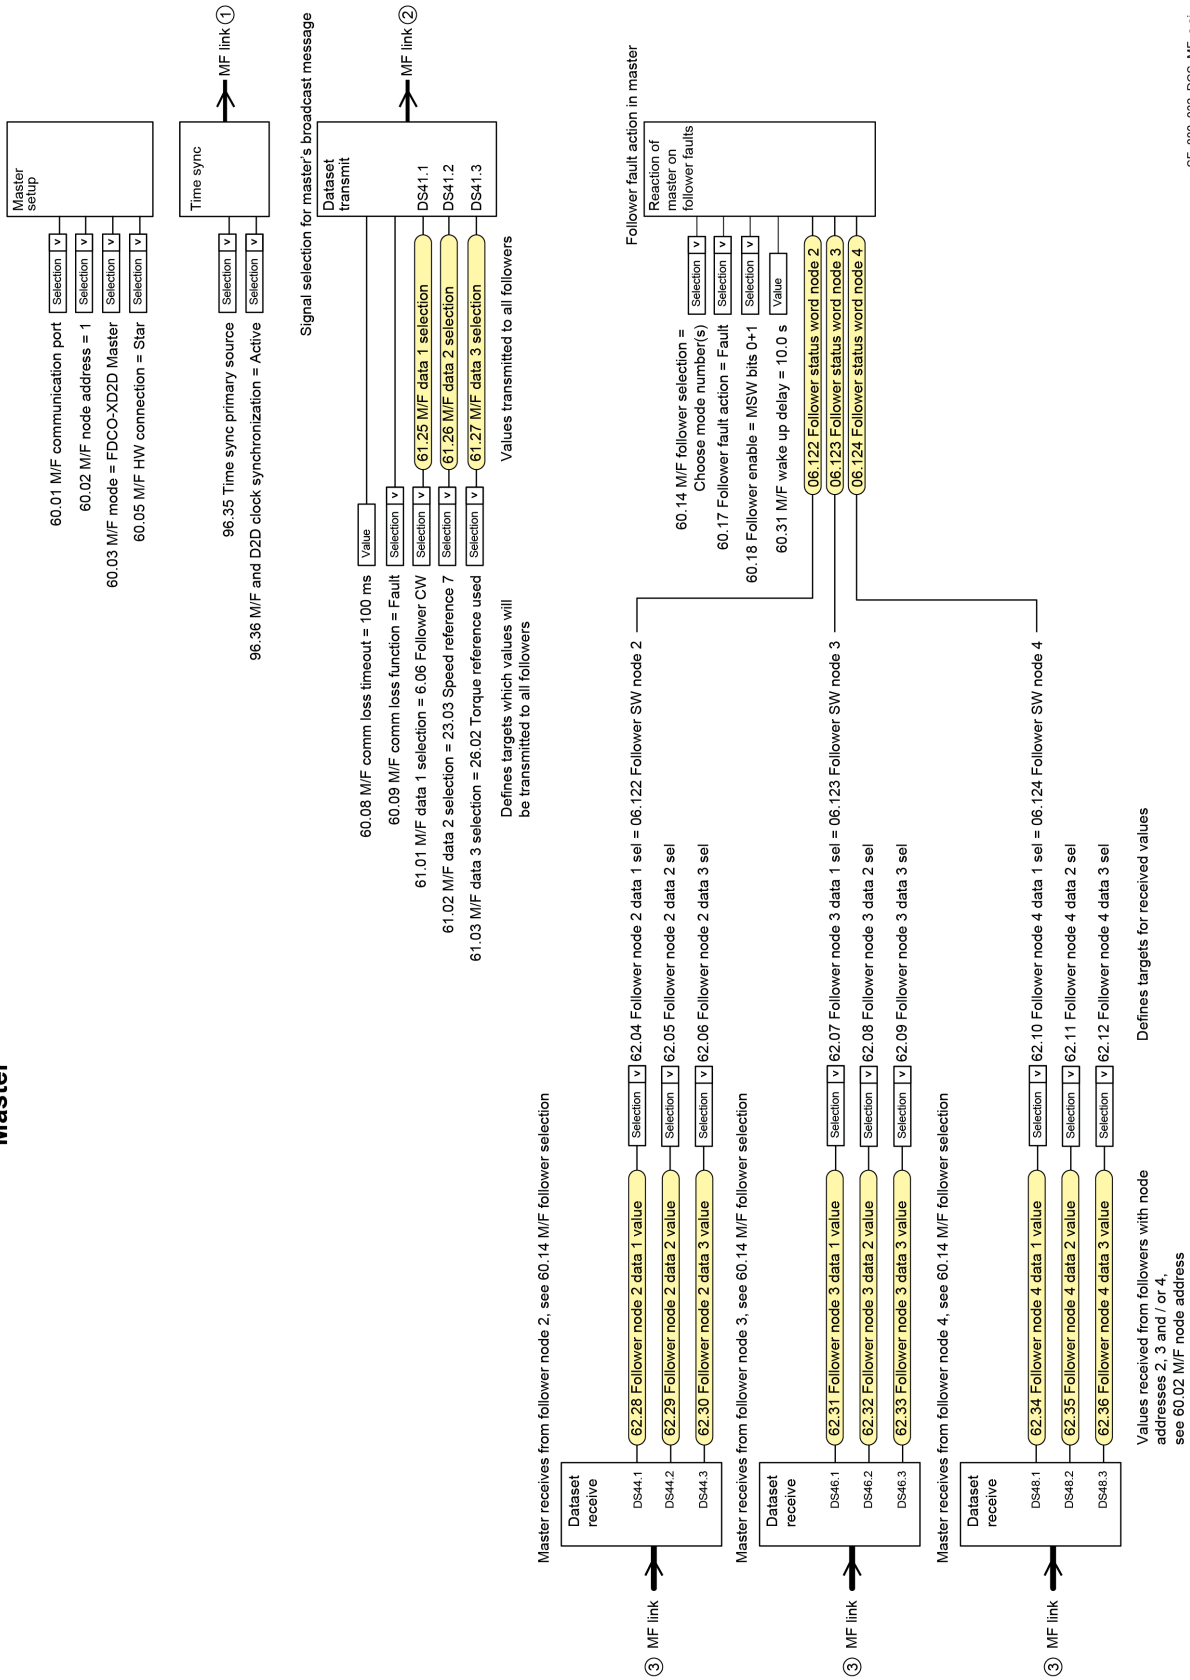 Master
Master receives from follower node 2, see 60.14 M/F follower selection
Dataset
receive
③ MF link
DS44.1
62.28 Follower node 2 data 1 value
Selection v
62.04 Follower node 2 data 1 sel = 06.122 Follower SW node 2
DS44.2
62.29 Follower node 2 data 2 value
Selection v
62.05 Follower node 2 data 2 sel
DS44.3
62.30 Follower node 2 data 3 value
Selection v
62.06 Follower node 2 data 3 sel
Master receives from follower node 3, see 60.14 M/F follower selection
Dataset
receive
③ MF link
DS46.1
62.31 Follower node 3 data 1 value
Selection v
62.07 Follower node 3 data 1 sel = 06.123 Follower SW node 3
DS46.2
62.32 Follower node 3 data 2 value
Selection v
62.08 Follower node 3 data 2 sel
DS46.3
62.33 Follower node 3 data 3 value
Selection v
62.09 Follower node 3 data 3 sel
Master receives from follower node 4, see 60.14 M/F follower selection
Dataset
receive
③ MF link
DS48.1
62.34 Follower node 4 data 1 value
Selection v
62.10 Follower node 4 data 1 sel = 06.124 Follower SW node 4
DS48.2
62.35 Follower node 4 data 2 value
Selection v
62.11 Follower node 4 data 2 sel
DS48.3
62.36 Follower node 4 data 3 value
Selection v
62.12 Follower node 4 data 3 sel
Values received from followers with node
addresses 2, 3 and / or 4,
see 60.02 M/F node address
Defines targets for received values
Master
setup
60.01 M/F communication port
Selection v
60.02 M/F node address = 1
Selection v
60.03 M/F mode = FDCO-XD2D Master
Selection v
60.05 M/F HW connection = Star
Selection v
Time sync
96.35 Time sync primary source
Selection v
96.36 M/F and D2D clock synchronization = Active
Selection v
MF link ①
Signal selection for master's broadcast message
Dataset
transmit
60.08 M/F comm loss timeout = 100 ms
Value
60.09 M/F comm loss function = Fault
Selection v
MF link ②
61.01 M/F data 1 selection = 6.06 Follower CW
Selection v
61.25 M/F data 1 selection
DS41.1
61.02 M/F data 2 selection = 23.03 Speed reference 7
Selection v
61.26 M/F data 2 selection
DS41.2
61.03 M/F data 3 selection = 26.02 Torque reference used
Selection v
61.27 M/F data 3 selection
DS41.3
Defines which values will
be transmitted to all followers
Values transmitted to all followers
Follower fault action in master
Reaction of
master on
follower faults
60.14 M/F follower selection =
Choose mode number(s)
Selection v
60.17 Follower fault action = Fault
Selection v
60.18 Follower enable = MSW bits 0+1
Selection v
60.31 M/F wake up delay = 10.0 s
Value
06.122 Follower status word node 2
06.123 Follower status word node 3
06.124 Follower status word node 4